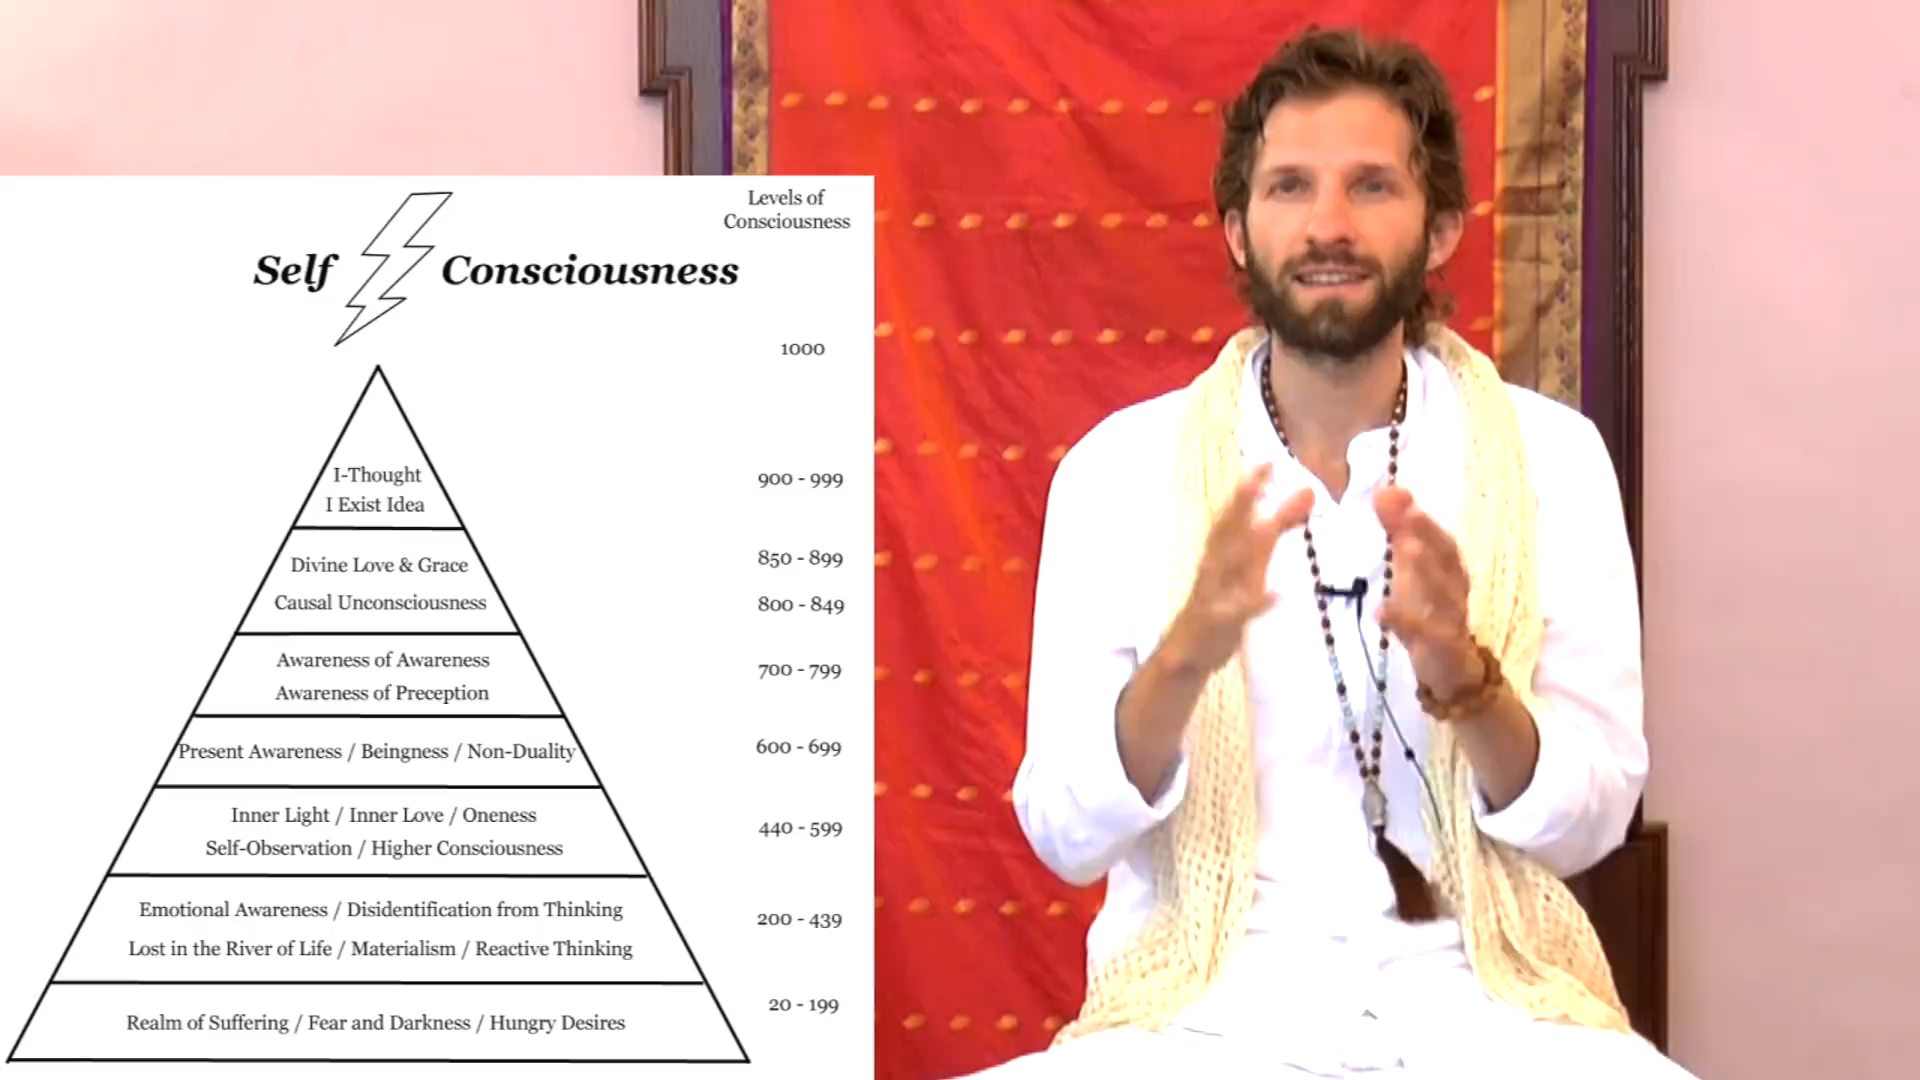 Levels of
Consciousness
Self Consciousness
1000
I-Thought
I Exist Idea
900 - 999
Divine Love & Grace
850 - 899
Causal Unconsciousness
800 - 849
Awareness of Awareness
Awareness of Preception
700 - 799
Present Awareness / Beingness / Non-Duality
600 - 699
Inner Light / Inner Love / Oneness
Self-Observation / Higher Consciousness
440 - 599
Emotional Awareness / Disidentification from Thinking
Lost in the River of Life / Materialism / Reactive Thinking
200 - 439
Realm of Suffering / Fear and Darkness / Hungry Desires
20 - 199